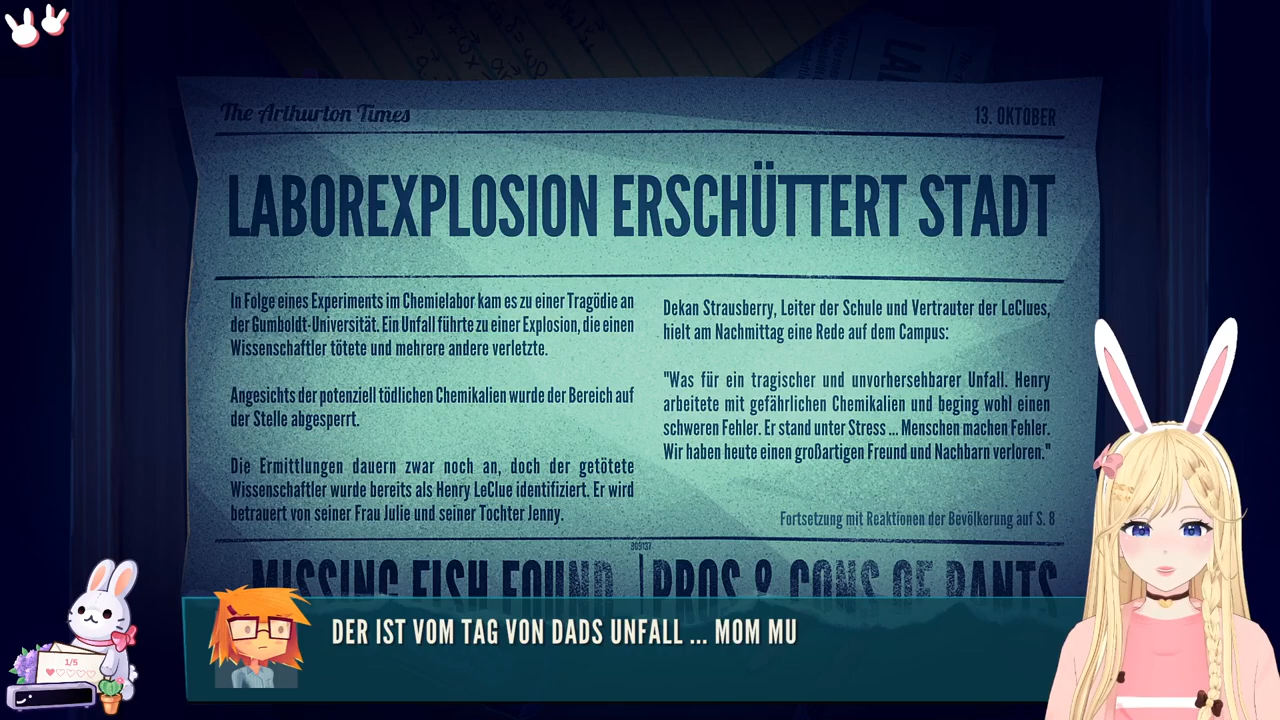 The Arthurton Times
13. OKTOBER
LABOREXPLOSION ERSCHÜTTERT STADT
In Folge eines Experiments im Chemielabor kam es zu einer Tragödie an
der Gumboldt-Universität. Ein Unfall führte zu einer Explosion, die einen
Wissenschaftler tötete und mehrere andere verletzte.
Angesichts der potenziell tödlichen Chemikalien wurde der Bereich auf
der Stelle abgesperrt.
Die Ermittlungen dauern zwar noch an, doch der getötete
Wissenschaftler wurde bereits als Henry LeClue identifiziert. Er wird
betrauert von seiner Frau Julie und seiner Tochter Jenny.
Dekan Strausberry, Leiter der Schule und Vertrauter der LeClues,
hielt am Nachmittag eine Rede auf dem Campus:
"Was für ein tragischer und unvorhersehbarer Unfall. Henry
arbeitete mit gefährlichen Chemikalien und beging wohl einen
schweren Fehler. Er stand unter Stress ... Menschen machen Fehler.
Wir haben heute einen großartigen Freund und Nachbarn verloren."
Fortsetzung mit Reaktionen der Bevölkerung auf S. 8
MISSING FISH FOUND
PROS & CONS OF PANTS
DER IST VOM TAG VON DADS UNFALL ... MOM MU
1/5